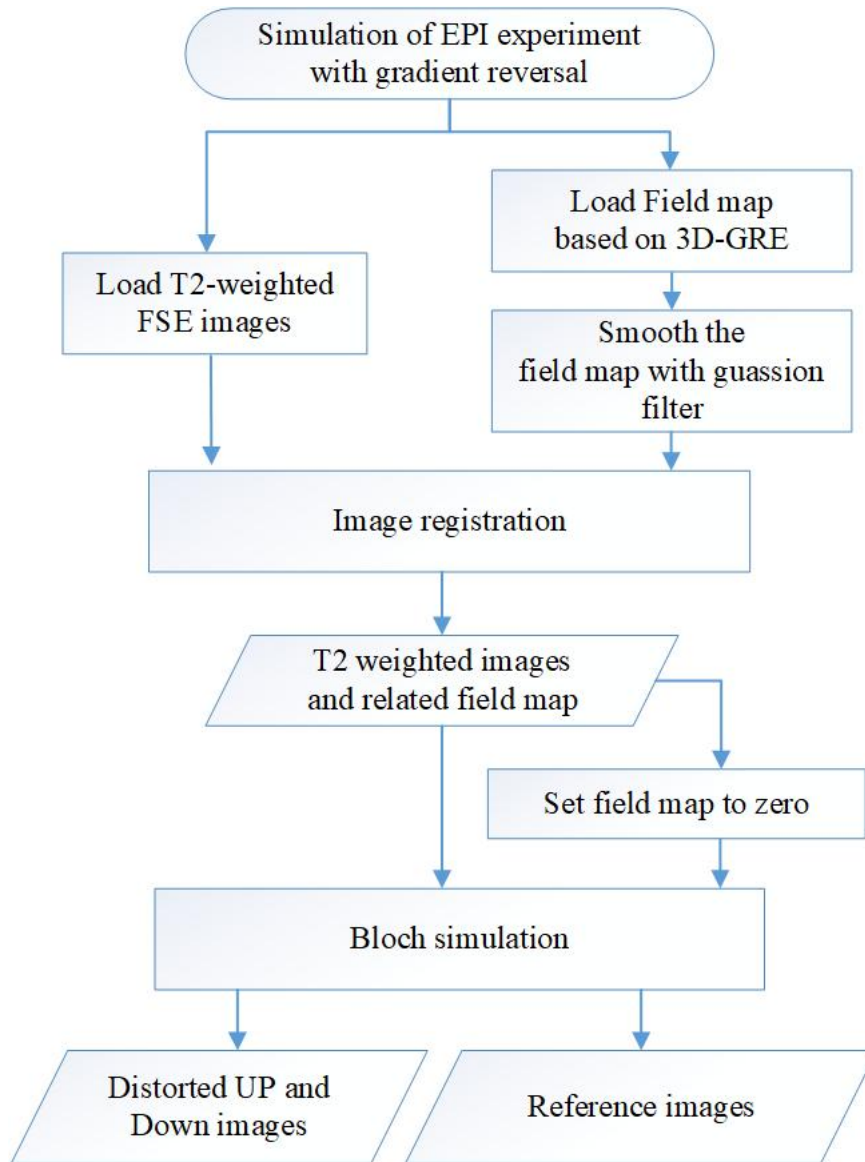 Simulation of EPI experiment
with gradient reversal
Load Field map
based on 3D-GRE
Load T2-weighted
FSE images
Smooth the
field map with guassion
filter
Image registration
T2 weighted images
and related field map
Set field map to zero
Bloch simulation
Distorted UP and
Down images
Reference images